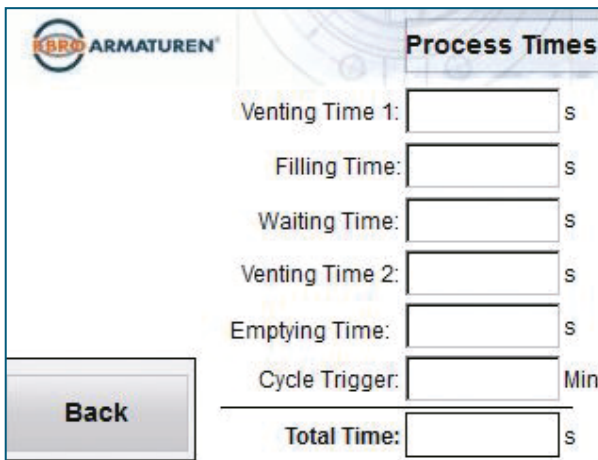 EBRO ARMATUREN®
Process Times
Venting Time 1: s
Filling Time: s
Waiting Time: s
Venting Time 2: s
Emptying Time: s
Cycle Trigger: Min
Back
Total Time: s